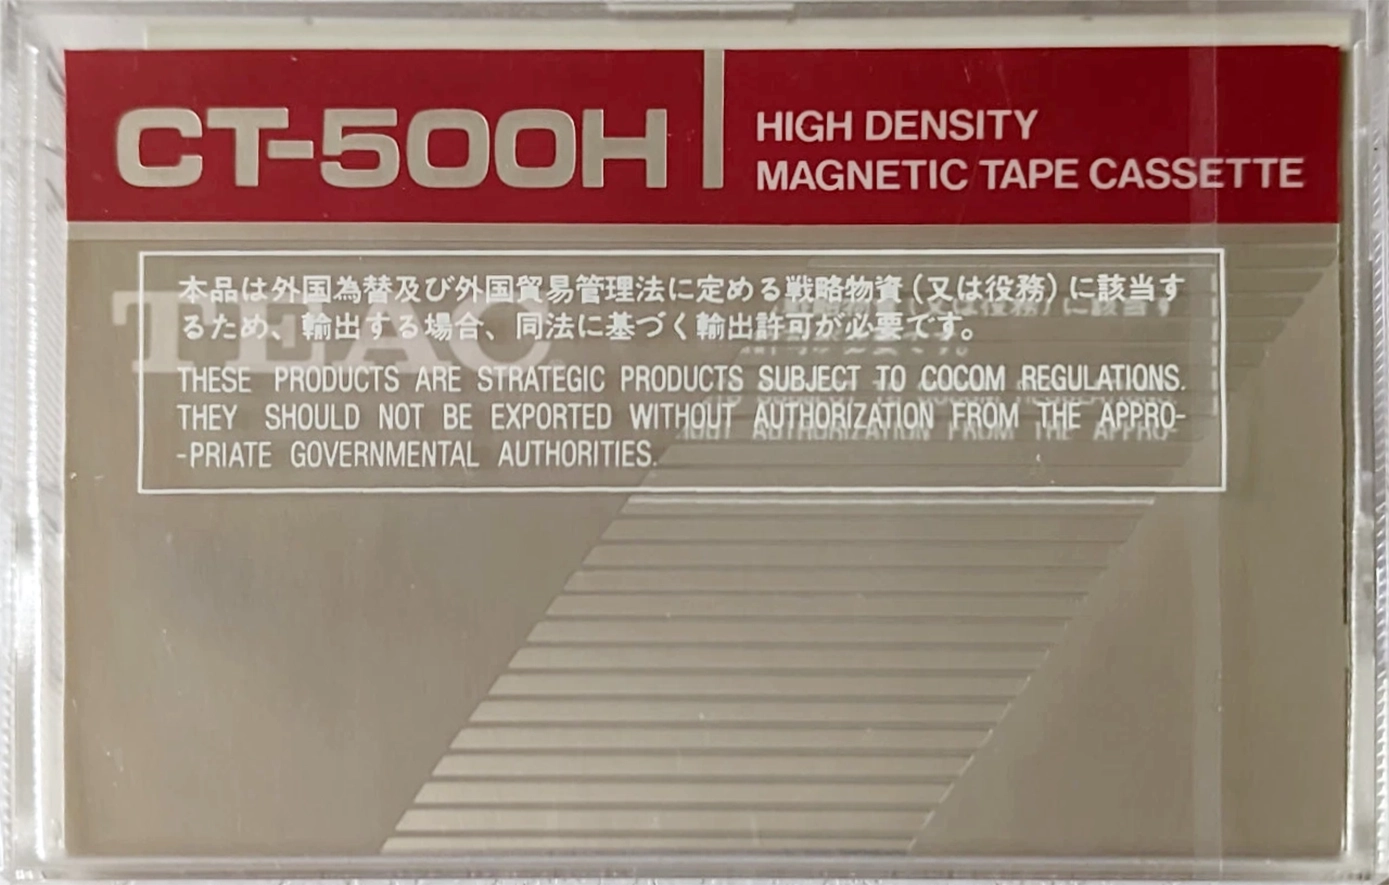 CT-500H
HIGH DENSITY
MAGNETIC TAPE CASSETTE
TEAC
本品は外国為替及び外国貿易管理法に定める戦略物資(又は役務)に該当す
るため、輸出する場合、同法に基づく輸出許可が必要です。
THESE PRODUCTS ARE STRATEGIC PRODUCTS SUBJECT TO COCOM REGULATIONS.
THEY SHOULD NOT BE EXPORTED WITHOUT AUTHORIZATION FROM THE APPRO-
-PRIATE GOVERNMENTAL AUTHORITIES.